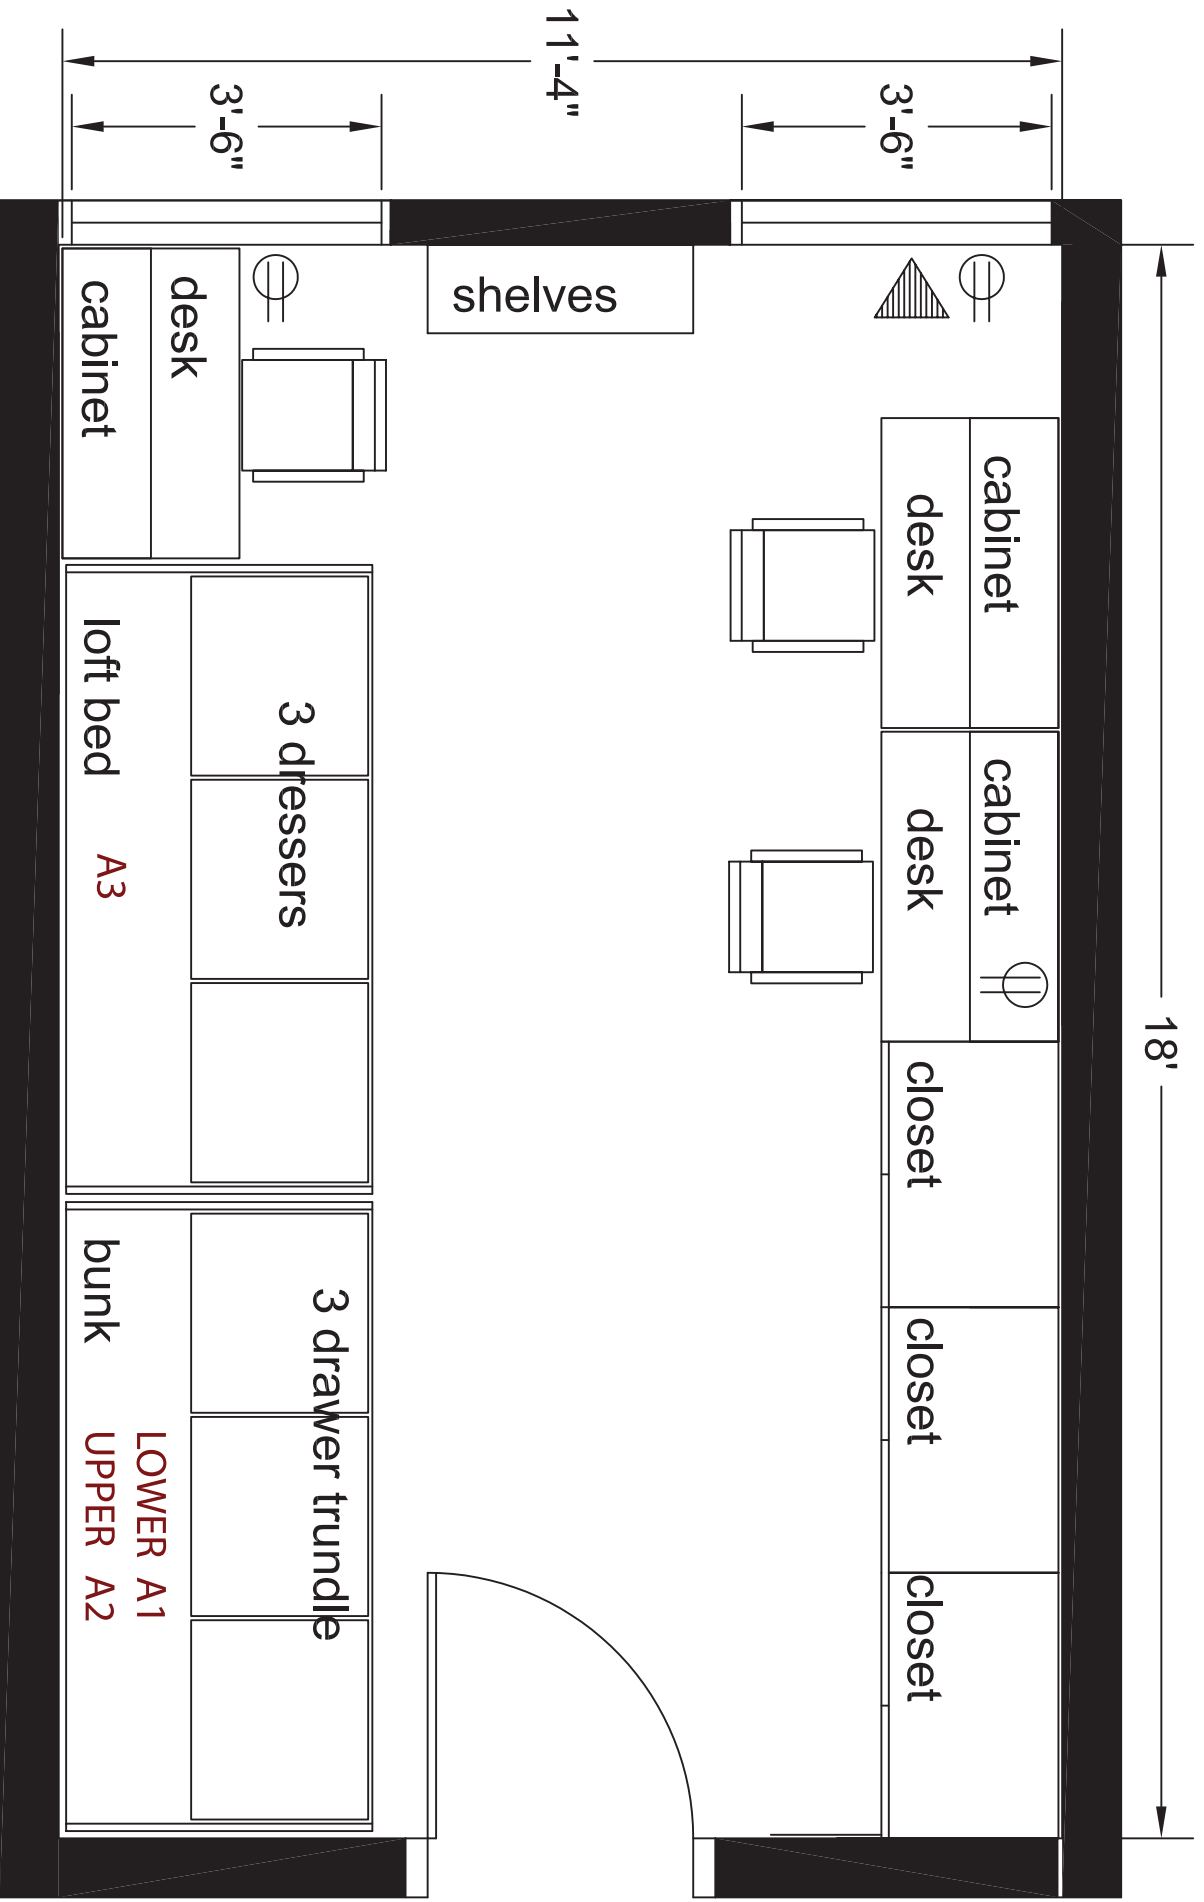 11'-4"
3'-6"
3'-6"
18'
shelves
desk
cabinet
cabinet
desk
cabinet
desk
loft bed
A3
3 dressers
closet
closet
closet
bunk
3 drawer trundle
LOWER A1
UPPER A2